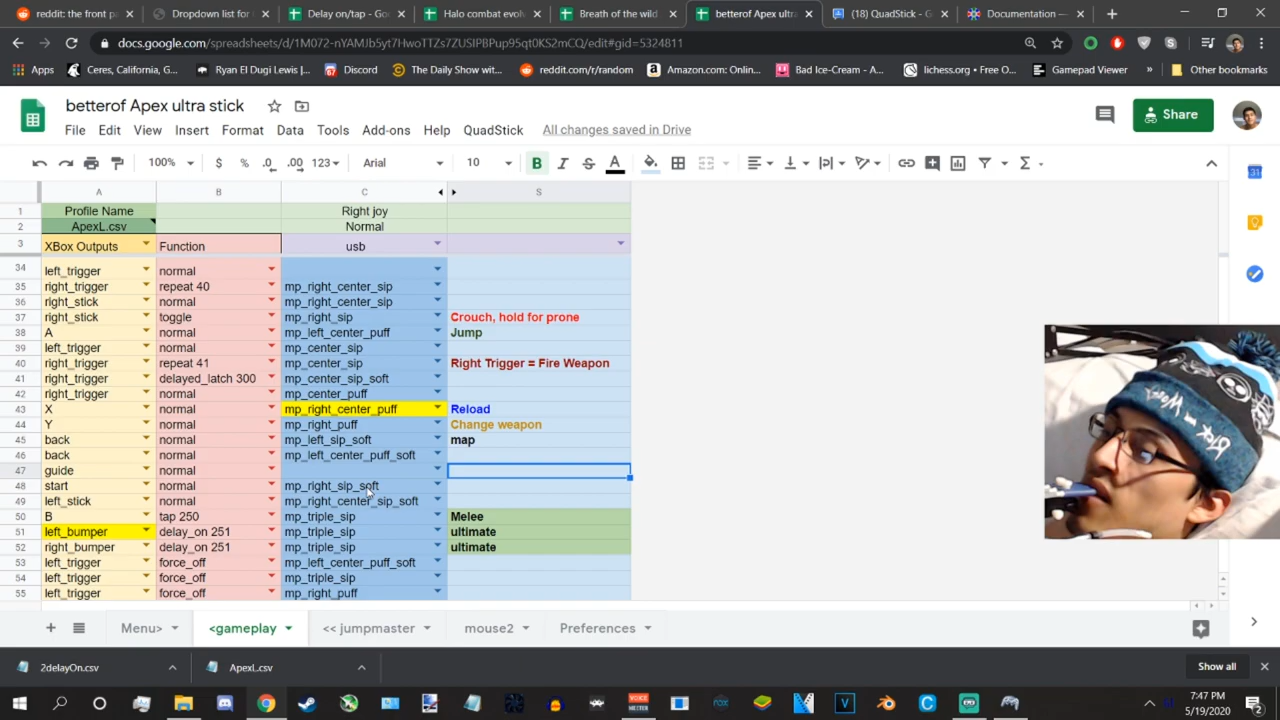 reddit: the front pa
Dropdown list for
Delay on/tap - Go
Halo combat evol
Breath of the wild
betterof Apex ultra
(18) QuadStick - G
Documentation —
docs.google.com/spreadsheets/d/1M072-nYAMJb5yt7HwoTTZs7ZUSIPBPup95qt0KS2mCQ/edit#gid=5324811
Apps
Ceres, California, G...
Ryan El Dugi Lewis |...
Discord
The Daily Show wit...
reddit.com/r/random
Amazon.com: Onlin...
Bad Ice-Cream - A...
lichess.org • Free O...
Gamepad Viewer
»
Other bookmarks
betterof Apex ultra stick
Share
File Edit View Insert Format Data Tools Add-ons Help QuadStick All changes saved in Drive
100% $ % .0 .00 123 Arial 10 B I S A
A B C S
1 Profile Name Right joy
2 ApexL.csv Normal
3 XBox Outputs Function usb
34 left_trigger normal
35 right_trigger repeat 40 mp_right_center_sip
36 right_stick normal mp_right_center_sip
37 right_stick toggle mp_right_sip Crouch, hold for prone
38 A normal mp_left_center_puff Jump
39 left_trigger normal mp_center_sip
40 right_trigger repeat 41 mp_center_sip Right Trigger = Fire Weapon
41 right_trigger delayed_latch 300 mp_center_sip_soft
42 right_trigger normal mp_center_puff
43 X normal mp_right_center_puff Reload
44 Y normal mp_right_puff Change weapon
45 back normal mp_left_sip_soft map
46 back normal mp_left_center_puff_soft
47 guide normal
48 start normal mp_right_sip_soft
49 left_stick normal mp_right_center_sip_soft
50 B tap 250 mp_triple_sip Melee
51 left_bumper delay_on 251 mp_triple_sip ultimate
52 right_bumper delay_on 251 mp_triple_sip ultimate
53 left_trigger force_off mp_left_center_puff_soft
54 left_trigger force_off mp_triple_sip
55 left_trigger force_off mp_right_puff
Menu> <gameplay << jumpmaster mouse2 Preferences
2delayOn.csv
ApexL.csv
Show all
7:47 PM
5/19/2020